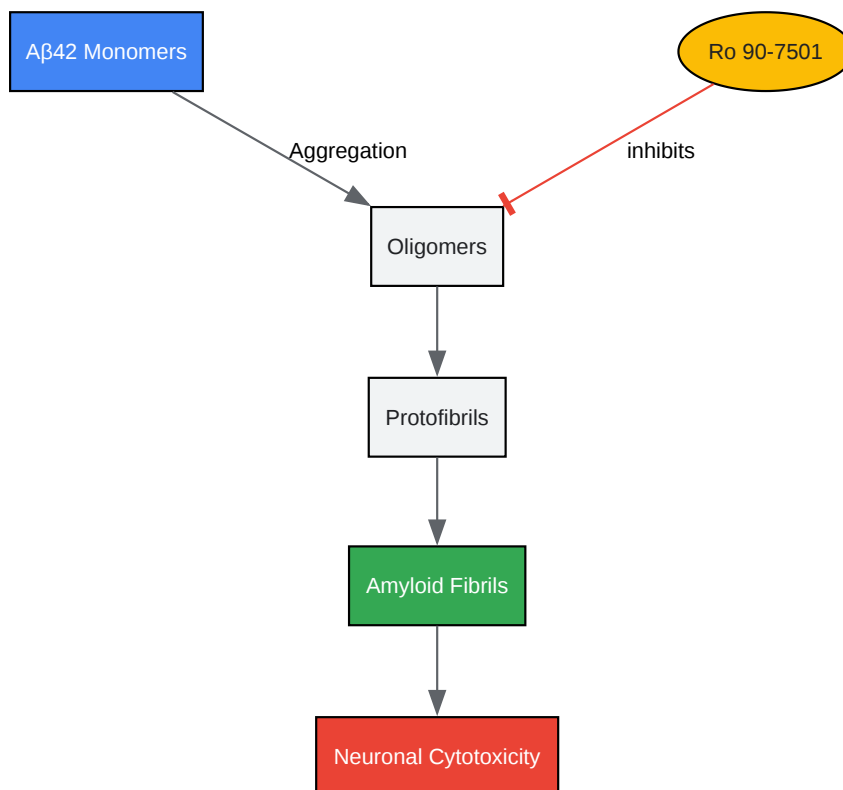 Aβ42 Monomers
Ro 90-7501
Aggregation
inhibits
Oligomers
Protofibrils
Amyloid Fibrils
Neuronal Cytotoxicity